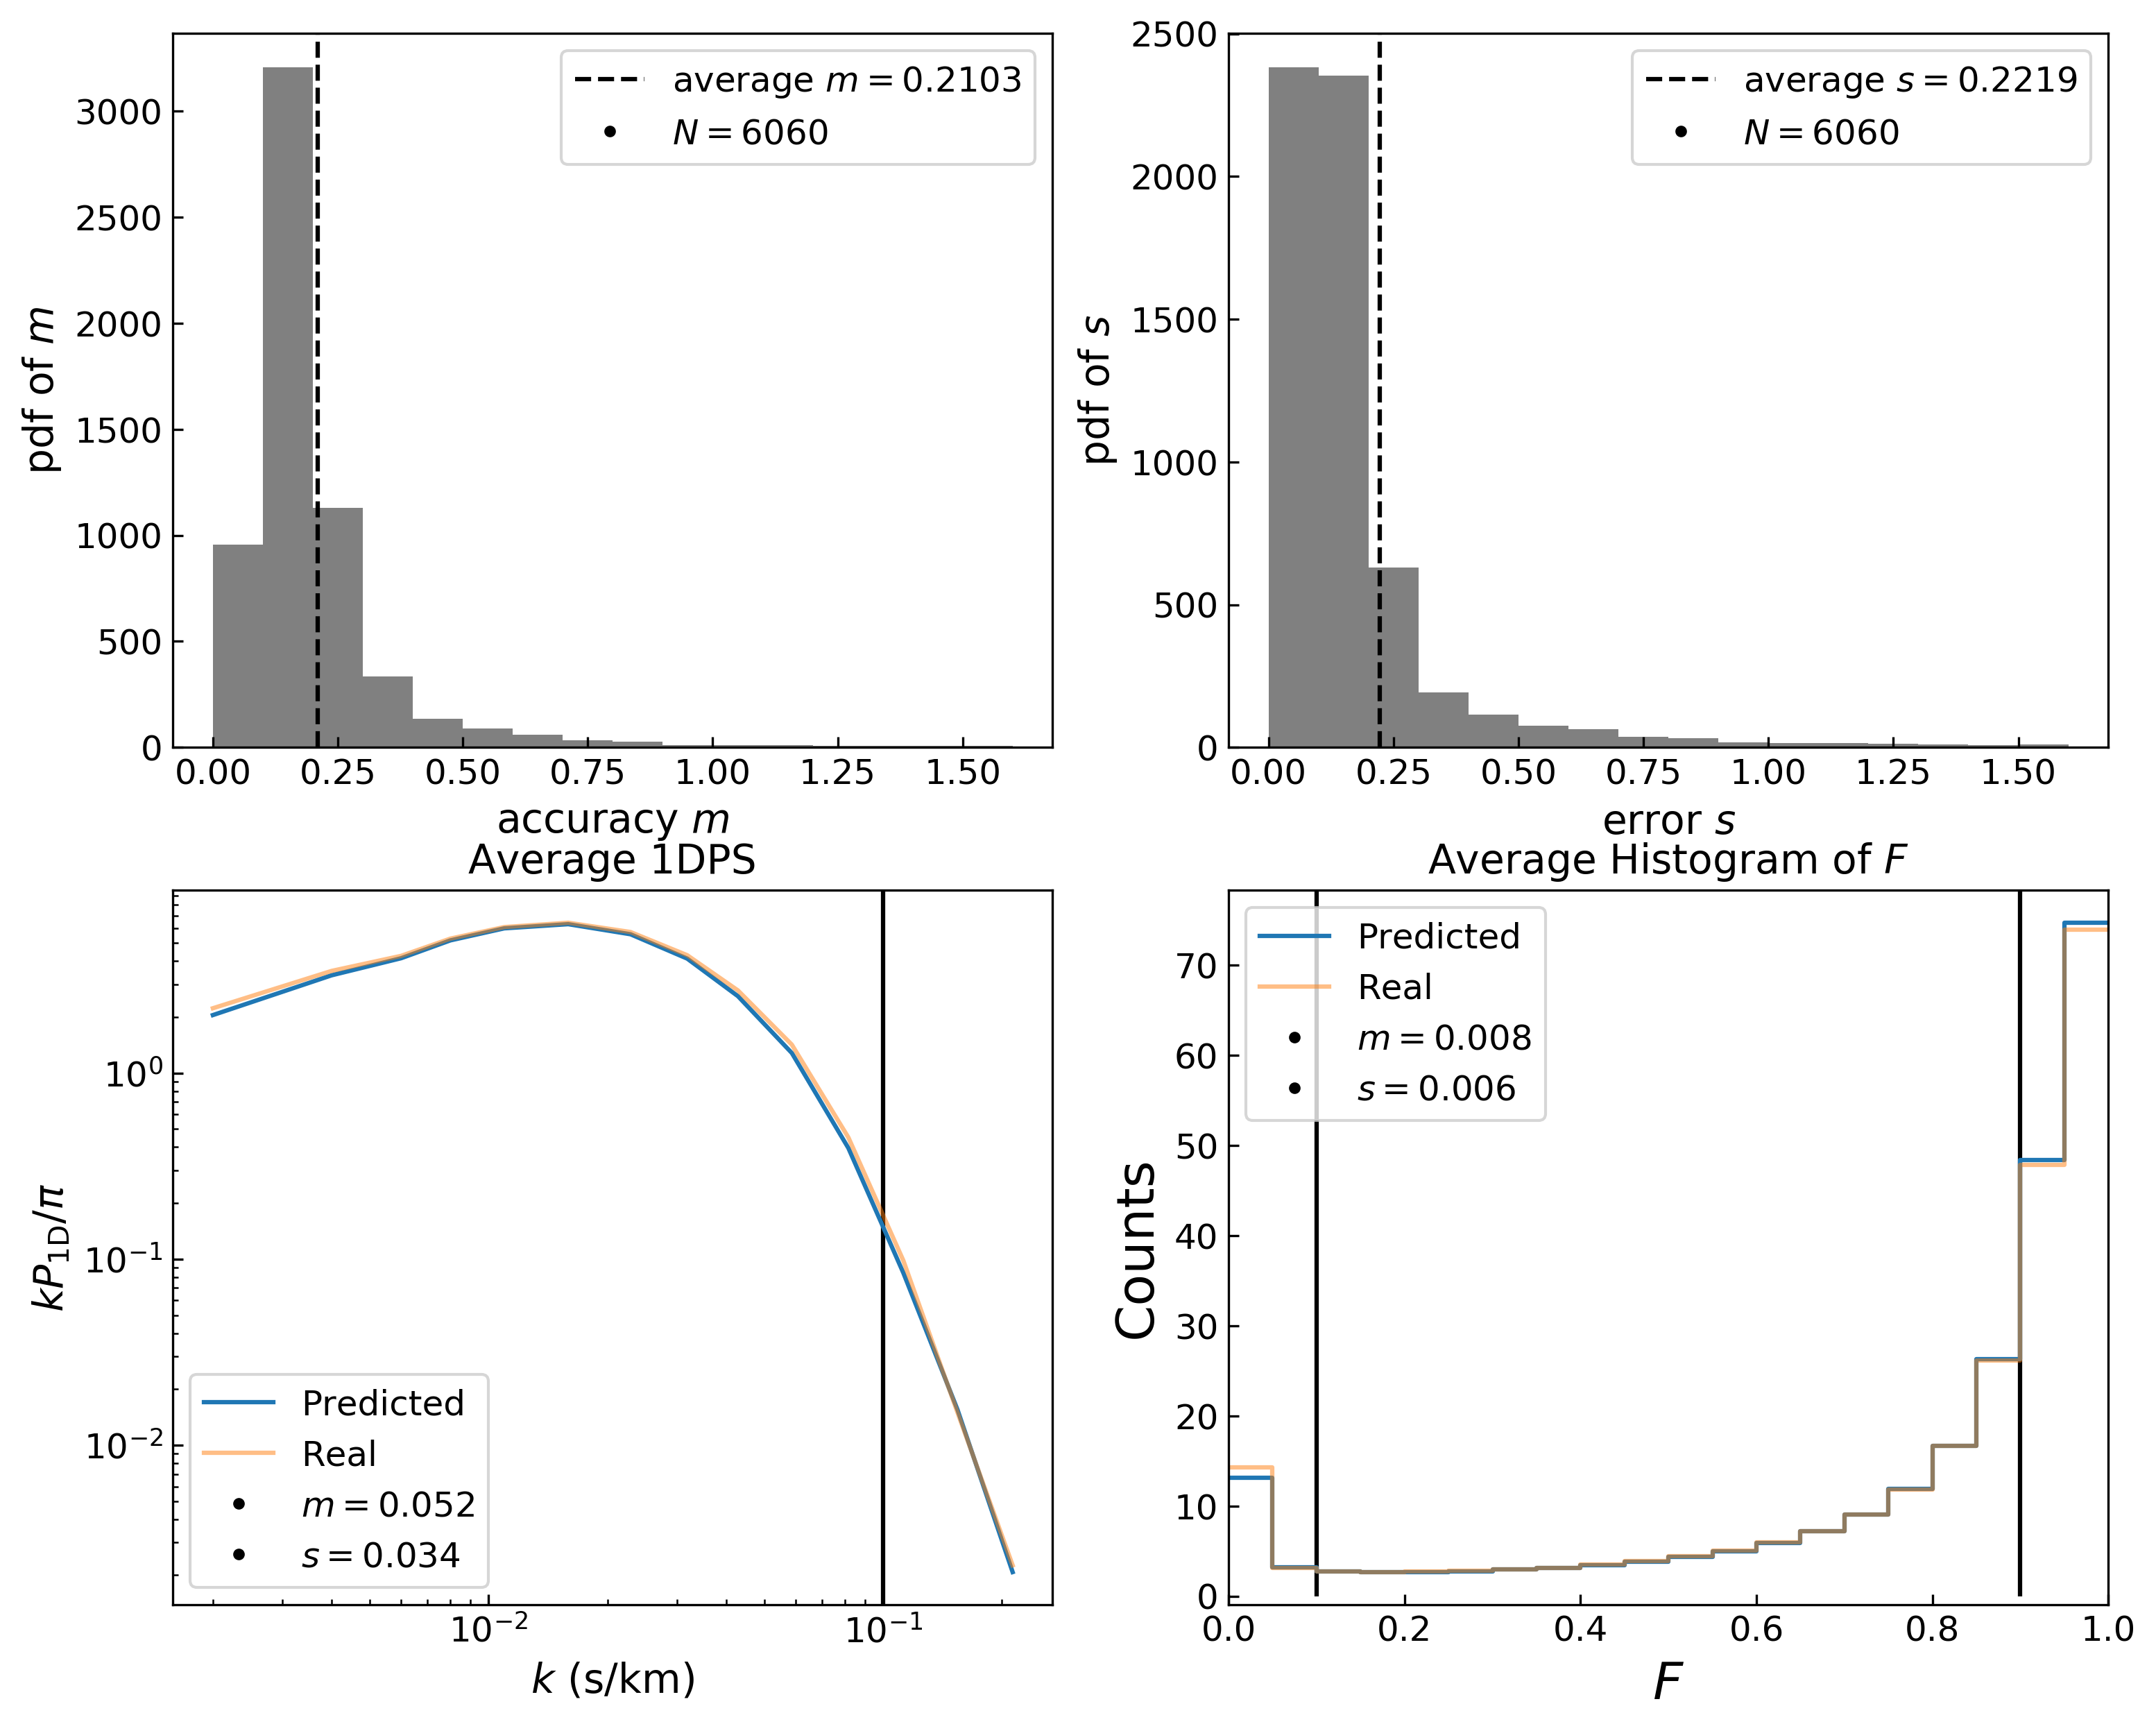 average m = 0.2103
N = 6060
3000
2500
2000
1500
1000
500
0
pdf of m
0.00 0.25 0.50 0.75 1.00 1.25 1.50
accuracy m
average s = 0.2219
N = 6060
2500
2000
1500
1000
500
0
pdf of s
0.00 0.25 0.50 0.75 1.00 1.25 1.50
error s
Average 1DPS
10⁰
10⁻¹
10⁻²
kP₁D/π
Predicted
Real
m = 0.052
s = 0.034
10⁻² 10⁻¹
k (s/km)
Average Histogram of F
Predicted
Real
m = 0.008
s = 0.006
70
60
50
40
30
20
10
0
Counts
0.0 0.2 0.4 0.6 0.8 1.0
F